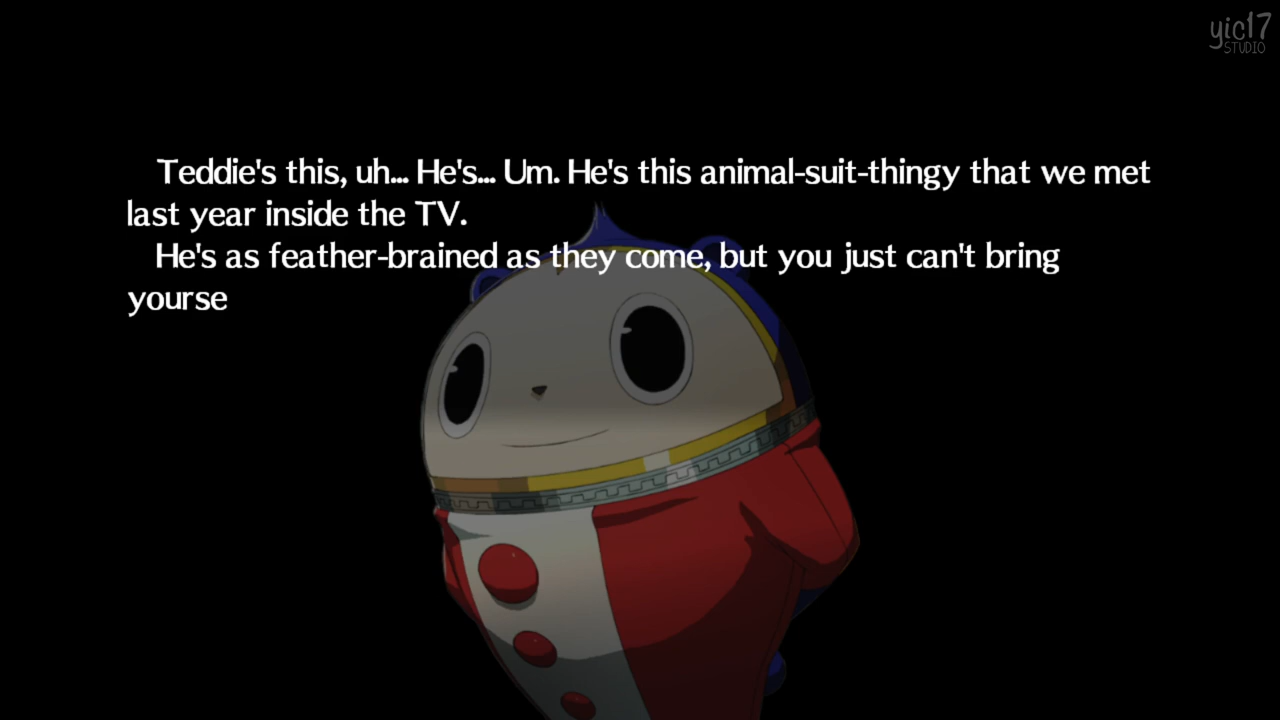 yic17
STUDIO
Teddie's this, uh... He's... Um. He's this animal-suit-thingy that we met
last year inside the TV.
He's as feather-brained as they come, but you just can't bring
yourse